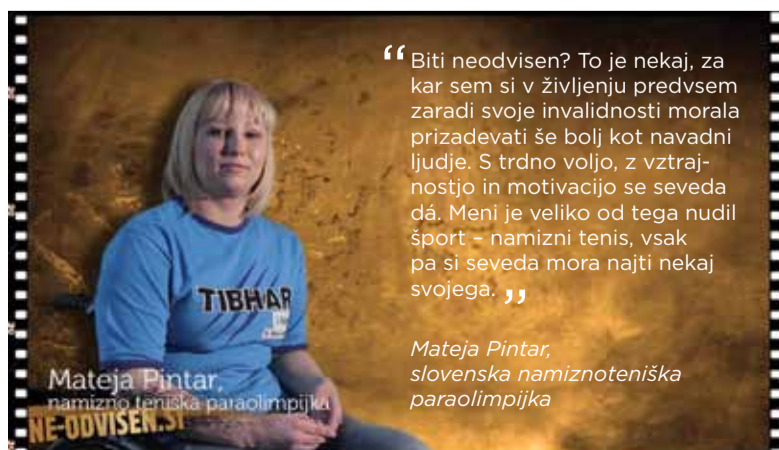 “ Biti neodvisen? To je nekaj, za
kar sem si v življenju predvsem
zaradi svoje invalidnosti morala
prizadevati še bolj kot navadni
ljudje. S trdno voljo, z vztraj-
nostjo in motivacijo se seveda
dá. Meni je veliko od tega nudil
šport – namizni tenis, vsak
pa si seveda mora najti nekaj
svojega. ”
Mateja Pintar,
slovenska namiznoteniška
paraolimpijka
TIBHAR
Mateja Pintar,
namizno teniška paraolimpijka
NE-ODVISEN.SI